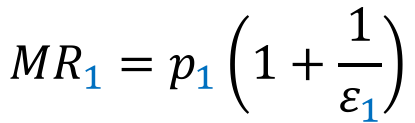 MR₁ = p₁ (1 + 1/ε₁)